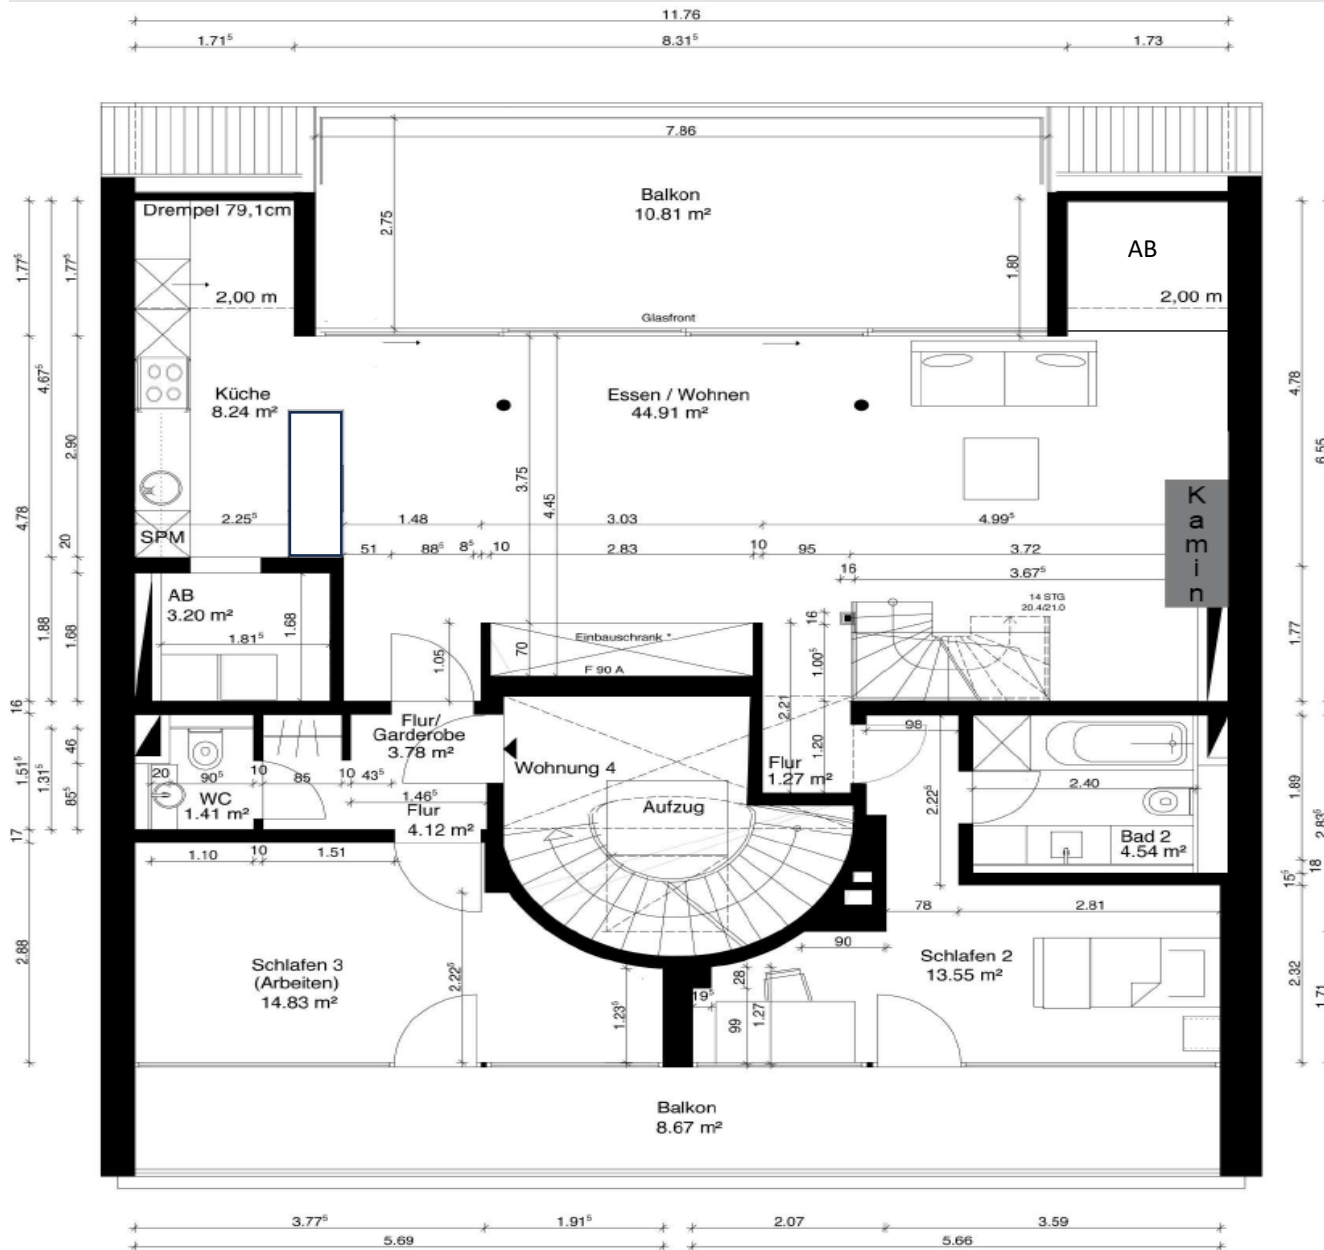 11.76
1.71⁵
8.31⁵
1.73
7.86
Balkon
10.81 m²
2.75
1.80
Drempel 79,1cm
AB
2,00 m
2,00 m
Glasfront
1.77⁵
1.77⁵
4.67⁵
2.90
4.78
20
1.88
1.68
16
Küche
8.24 m²
Essen / Wohnen
44.91 m²
3.75
4.45
4.78
6.55
Kamin
2.25⁵
1.48
3.03
4.99⁵
SPM
51
88⁵
8⁵
10
2.83
10
95
3.72
16
3.67⁵
14 STG
20.4/21.0
AB
3.20 m²
1.81⁵
1.68
1.05
70
Einbauschrank *
F 90 A
16
1.00⁵
2.21
1.20
1.77
Flur/
Garderobe
3.78 m²
Wohnung 4
Flur
1.27 m²
98
1.51⁵
1.31⁵
46
85⁵
17
20
90⁵
10
85
10
43⁵
WC
1.41 m²
1.46⁵
Flur
4.12 m²
Aufzug
2.22⁵
2.40
Bad 2
4.54 m²
1.89
2.83⁵
18
15⁵
1.10
10
1.51
78
2.81
90
Schlafen 3
(Arbeiten)
14.83 m²
2.88
2.22⁵
1.23⁵
19⁵
28
99
1.27
Schlafen 2
13.55 m²
2.32
1.71
Balkon
8.67 m²
3.77⁵
1.91⁵
2.07
3.59
5.69
5.66